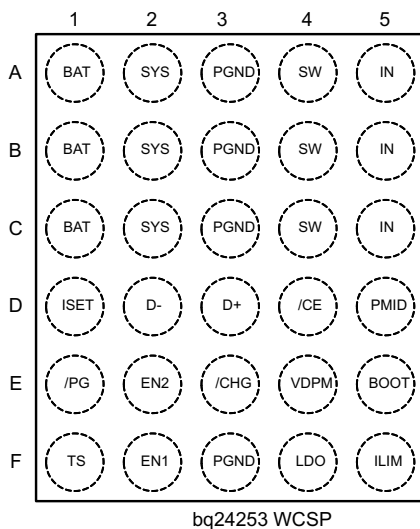 1 2 3 4 5
A BAT SYS PGND SW IN
B BAT SYS PGND SW IN
C BAT SYS PGND SW IN
D ISET D- D+ /CE PMID
E /PG EN2 /CHG VDPM BOOT
F TS EN1 PGND LDO ILIM
bq24253 WCSP